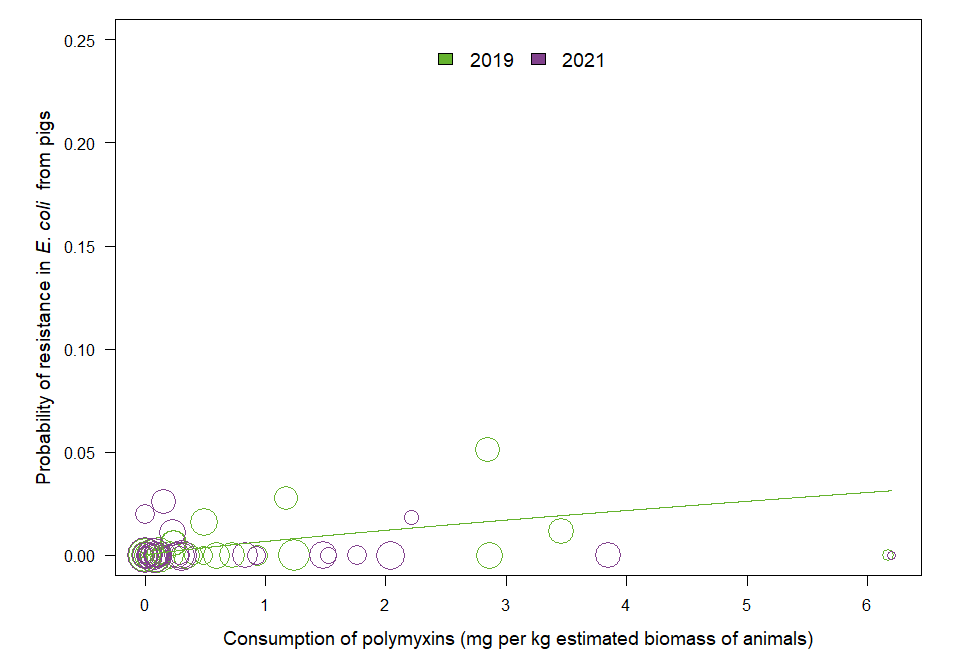 0.25
0.20
0.15
0.10
0.05
0.00
Probability of resistance in E. coli from pigs
2019 2021
0 1 2 3 4 5 6
Consumption of polymyxins (mg per kg estimated biomass of animals)